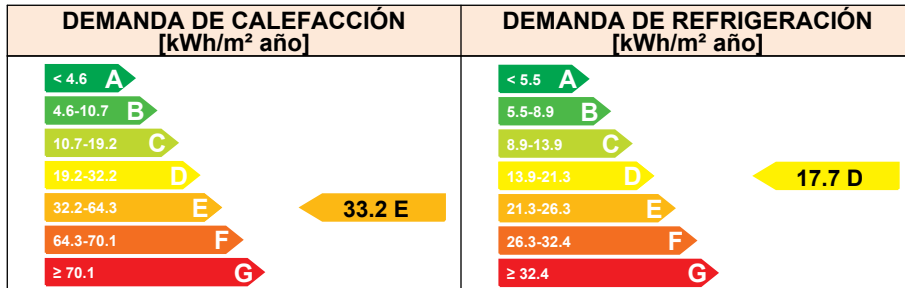 DEMANDA DE CALEFACCIÓN
[kWh/m² año]
< 4.6 A
4.6-10.7 B
10.7-19.2 C
19.2-32.2 D
32.2-64.3 E
33.2 E
64.3-70.1 F
≥ 70.1 G
DEMANDA DE REFRIGERACIÓN
[kWh/m² año]
< 5.5 A
5.5-8.9 B
8.9-13.9 C
13.9-21.3 D
17.7 D
21.3-26.3 E
26.3-32.4 F
≥ 32.4 G